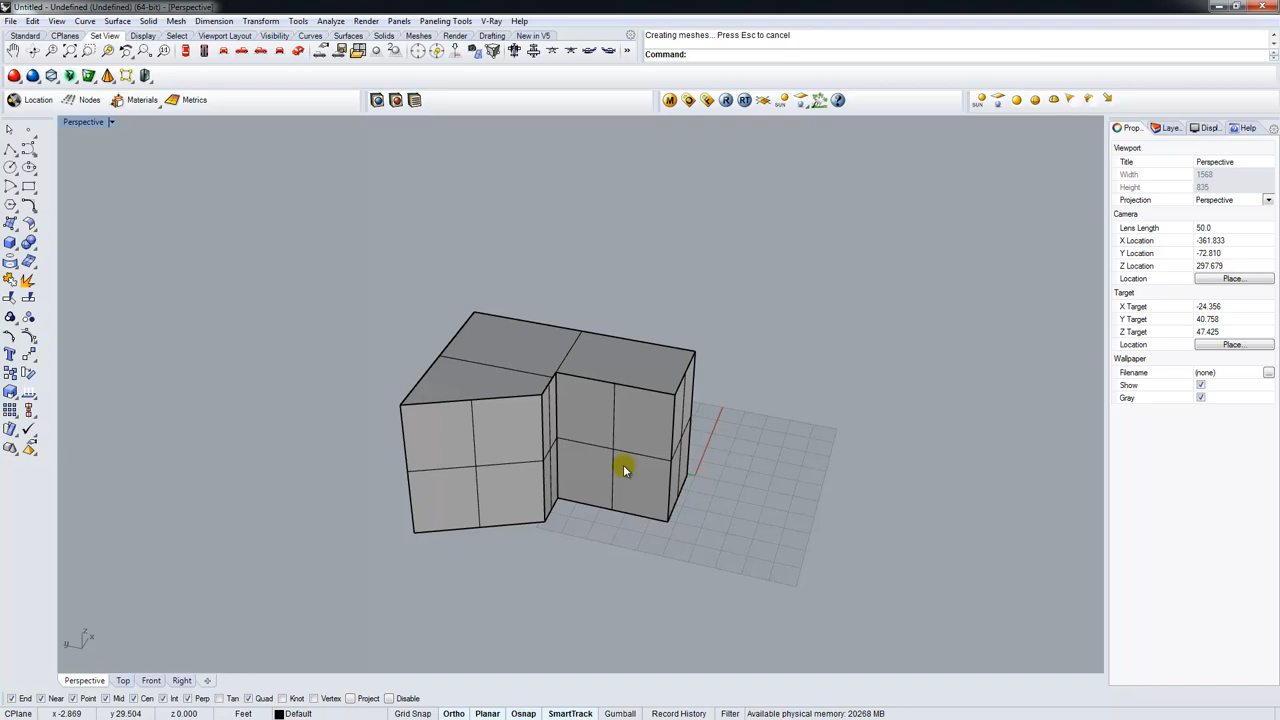 Untitled - Undefined (Undefined) (64-bit) - [Perspective]
File Edit View Curve Surface Solid Mesh Dimension Transform Tools Analyze Render Panels Paneling Tools V-Ray Help
Standard CPlanes Set View Display Select Viewport Layout Visibility Curves Surfaces Solids Meshes Render Drafting New in V5
Creating meshes... Press Esc to cancel
Command:
Location Nodes Materials Metrics
M R RT SUN SUN
Perspective
Prop... Laye... Displ... Help
Viewport
Title Perspective
Width 1568
Height 835
Projection Perspective
Camera
Lens Length 50.0
X Location -361.833
Y Location -72.810
Z Location 297.679
Location Place...
Target
X Target -24.356
Y Target 40.758
Z Target 47.425
Location Place...
Wallpaper
Filename (none) ...
Show
Gray
z
y x
Perspective Top Front Right
End Near Point Mid Cen Int Perp Tan Quad Knot Vertex Project Disable
CPlane x -2.869 y 29.504 z 0.000 Feet Default Grid Snap Ortho Planar Osnap SmartTrack Gumball Record History Filter Available physical memory: 20268 MB